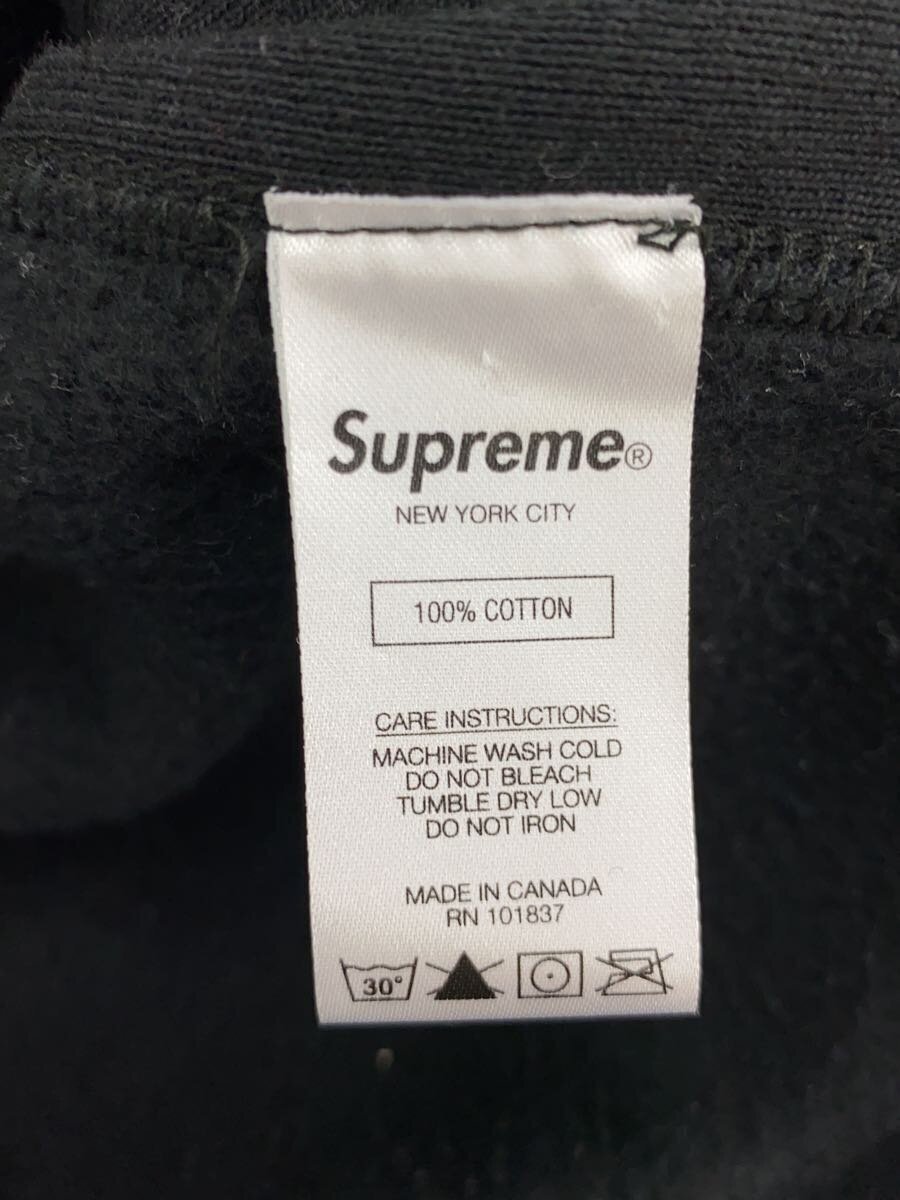 Supreme®
NEW YORK CITY
100% COTTON
CARE INSTRUCTIONS:
MACHINE WASH COLD
DO NOT BLEACH
TUMBLE DRY LOW
DO NOT IRON
MADE IN CANADA
RN 101837
30°